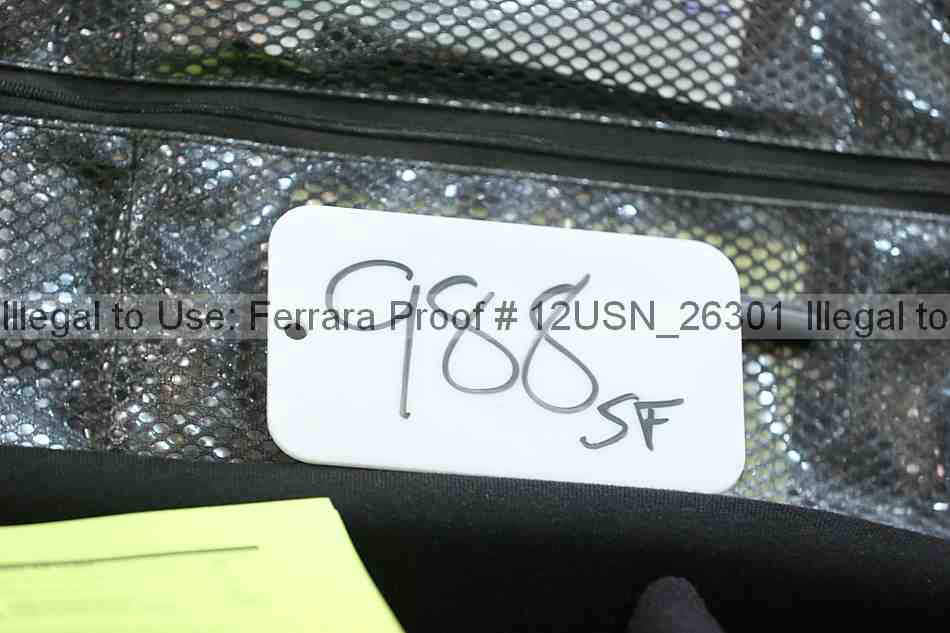 Illegal to Use: Ferrara Proof # 12USN_26301 Illegal to
988
SF